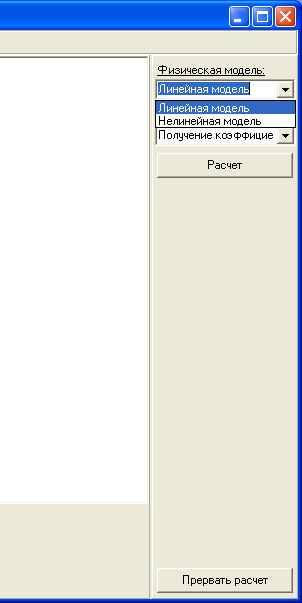 Физическая модель:
Линейная модель
Линейная модель
Нелинейная модель
Получение коэффицие
Расчет
Прервать расчет